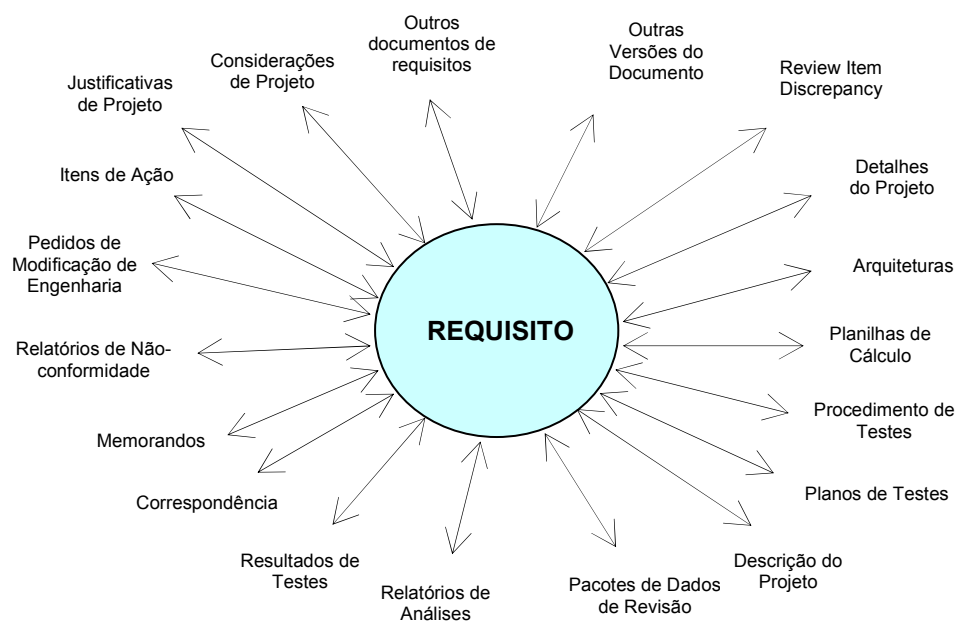 Outros
documentos de
requisitos
Outras
Versões do
Documento
Considerações
de Projeto
Review Item
Discrepancy
Justificativas
de Projeto
Itens de Ação
Detalhes
do Projeto
Pedidos de
Modificação de
Engenharia
Arquiteturas
REQUISITO
Relatórios de Não-
conformidade
Planilhas de
Cálculo
Procedimento de
Testes
Memorandos
Planos de Testes
Correspondência
Resultados de
Testes
Descrição do
Projeto
Relatórios de
Análises
Pacotes de Dados
de Revisão